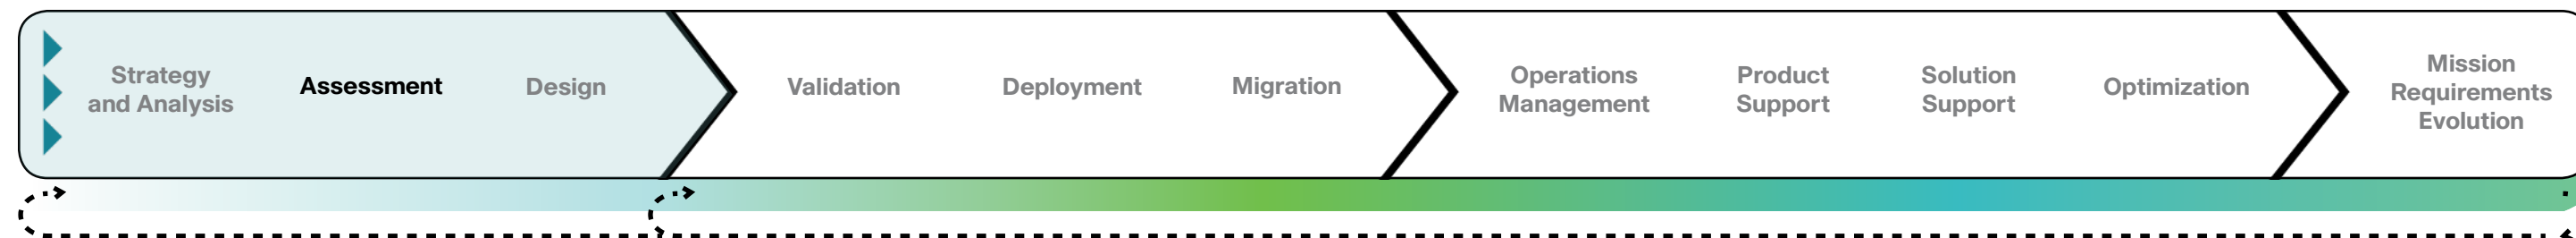 Strategy
and Analysis
Assessment
Design
Validation
Deployment
Migration
Operations
Management
Product
Support
Solution
Support
Optimization
Mission
Requirements
Evolution